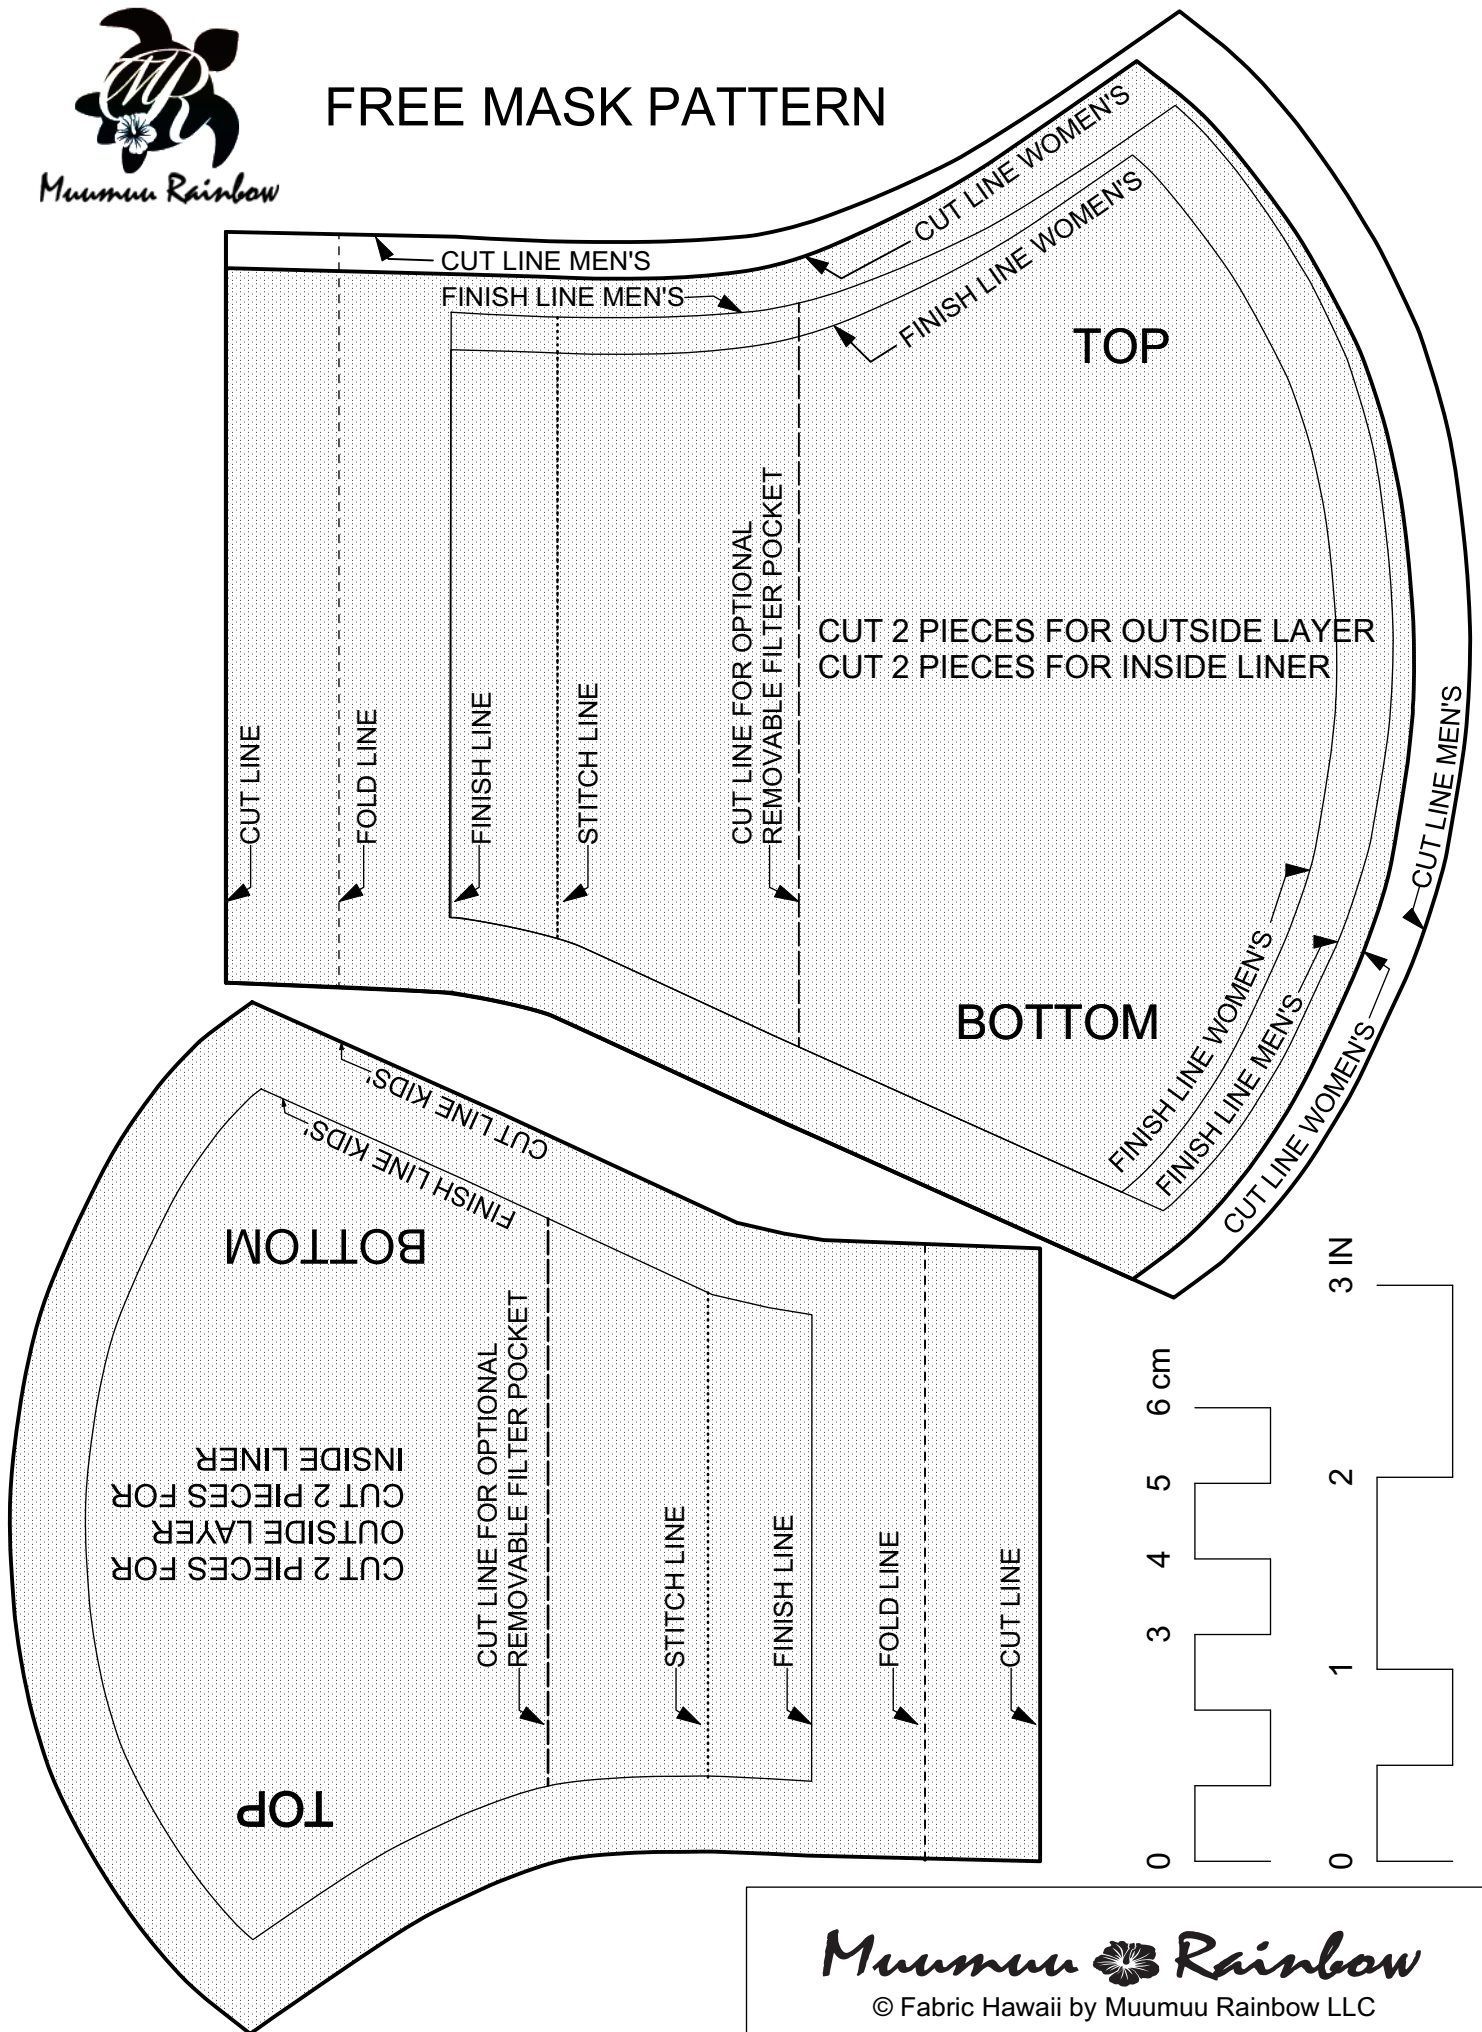 MR
Muumuu Rainbow
FREE MASK PATTERN
CUT LINE MEN'S
FINISH LINE MEN'S
CUT LINE WOMEN'S
FINISH LINE WOMEN'S
TOP
CUT LINE
FOLD LINE
FINISH LINE
STITCH LINE
CUT LINE FOR OPTIONAL
REMOVABLE FILTER POCKET
CUT 2 PIECES FOR OUTSIDE LAYER
CUT 2 PIECES FOR INSIDE LINER
BOTTOM
FINISH LINE WOMEN'S
FINISH LINE MEN'S
CUT LINE WOMEN'S
CUT LINE MEN'S
CUT LINE KIDS'
FINISH LINE KIDS'
BOTTOM
CUT 2 PIECES FOR
OUTSIDE LAYER
CUT 2 PIECES FOR
INSIDE LINER
TOP
CUT LINE FOR OPTIONAL
REMOVABLE FILTER POCKET
STITCH LINE
FINISH LINE
FOLD LINE
CUT LINE
0 3 4 5 6 cm
0 1 2 3 IN
Muumuu Rainbow
© Fabric Hawaii by Muumuu Rainbow LLC